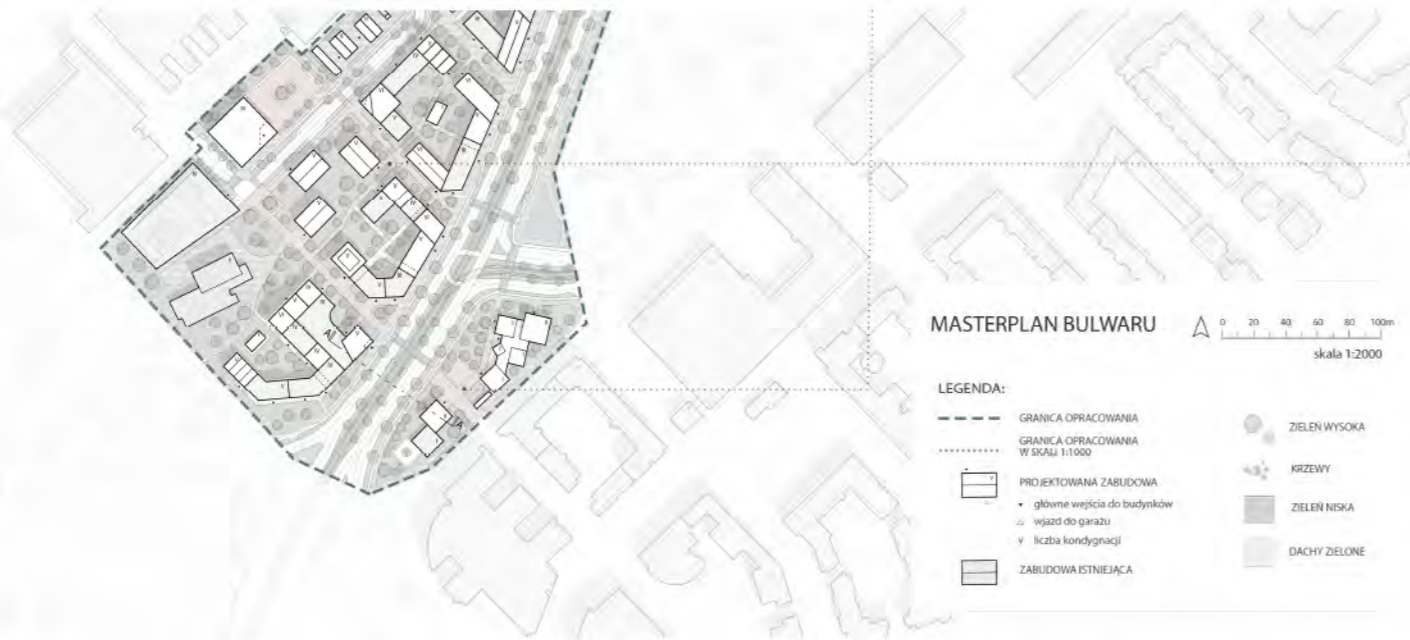 MASTERPLAN BULWARU
0 20 40 60 80 100m
skala 1:2000
LEGENDA:
GRANICA OPRACOWANIA
GRANICA OPRACOWANIA
W SKALI 1:1000
PROJEKTOWANA ZABUDOWA
główne wejścia do budynków
wjazd do garażu
V liczba kondygnacji
ZABUDOWA ISTNIEJĄCA
ZIELEŃ WYSOKA
KRZEWY
ZIELEŃ NISKA
DACHY ZIELONE